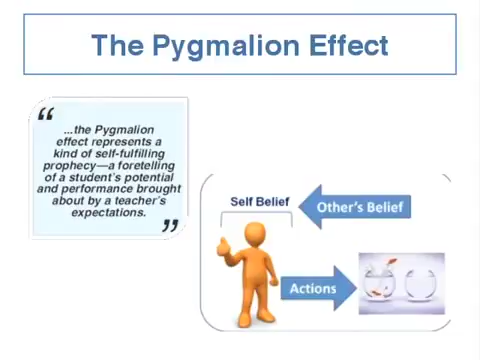 The Pygmalion Effect
“
...the Pygmalion
effect represents a
kind of self-fulfilling
prophecy—a foretelling
of a student's potential
and performance brought
about by a teacher's
expectations.
”
Self Belief
Other's Belief
Actions